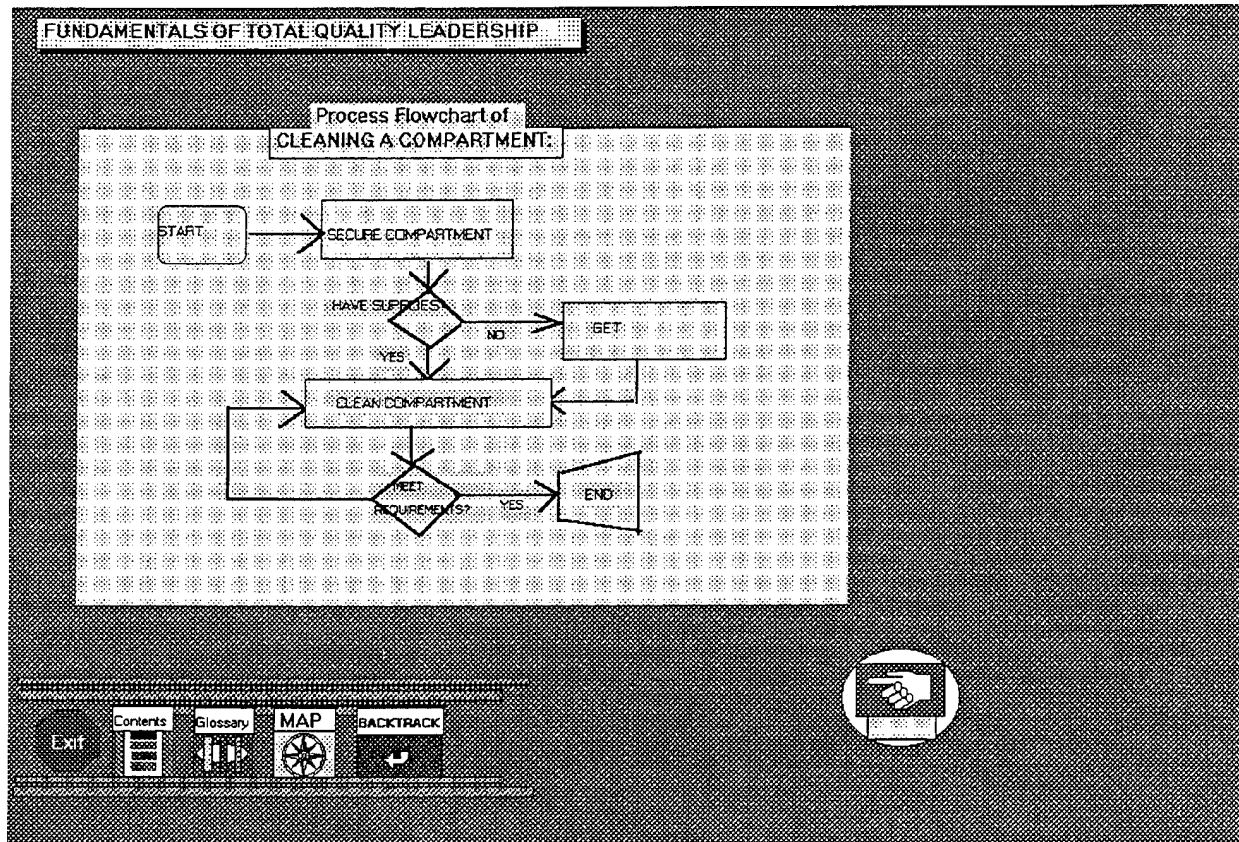 FUNDAMENTALS OF TOTAL QUALITY LEADERSHIP
Process Flowchart of
CLEANING A COMPARTMENT:
START
SECURE COMPARTMENT
HAVE SUPPLIES?
NO
GET
YES
CLEAN COMPARTMENT
MEET
REQUIREMENTS?
YES
END
Exit
Contents
Glossary
MAP
BACKTRACK